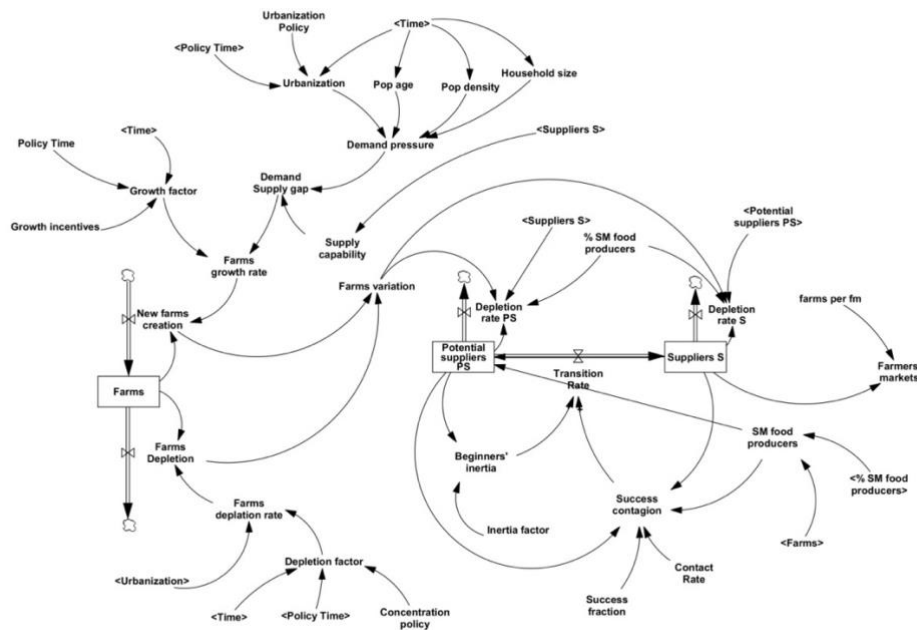 Urbanization
Policy
<Time>
<Policy Time>
Urbanization
Pop age
Pop density
Household size
<Suppliers S>
Demand pressure
<Time>
Policy Time
Growth factor
Demand
Supply gap
Growth incentives
Supply
capability
<Suppliers S>
% SM food
producers
<Potential
suppliers PS>
Farms
growth rate
Farms variation
New farms
creation
Depletion
rate PS
Depletion
rate S
farms per fm
Potential
suppliers
PS
Suppliers S
Transition
Rate
Farmers
markets
Farms
Farms
Depletion
Beginners'
inertia
SM food
producers
<% SM food
producers>
Farms
deplation rate
Success
contagion
Inertia factor
<Farms>
Depletion factor
Contact
Rate
<Urbanization>
Success
fraction
<Time>
<Policy Time>
Concentration
policy